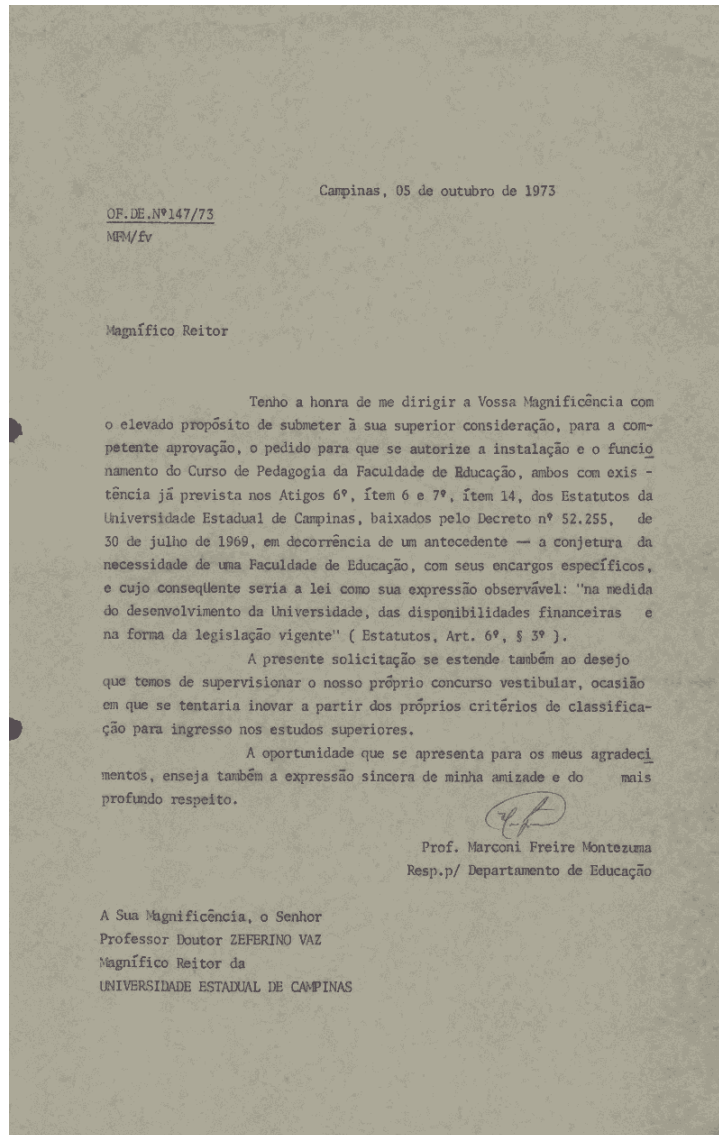 Campinas, 05 de outubro de 1973
OF.DE.Nº147/73
MFM/fv
Magnífico Reitor
Tenho a honra de me dirigir a Vossa Magnificência com
o elevado propósito de submeter à sua superior consideração, para a com-
petente aprovação, o pedido para que se autorize a instalação e o funcio
namento do Curso de Pedagogia da Faculdade de Educação, ambos com exis -
tência já prevista nos Atigos 6º, ítem 6 e 7º, ítem 14, dos Estatutos da
Universidade Estadual de Campinas, baixados pelo Decreto nº 52.255, de
30 de julho de 1969, em decorrência de um antecedente — a conjetura da
necessidade de uma Faculdade de Educação, com seus encargos específicos,
e cujo conseqüente seria a lei como sua expressão observável: "na medida
do desenvolvimento da Universidade, das disponibilidades financeiras e
na forma da legislação vigente" ( Estatutos, Art. 6º, § 3º ).
A presente solicitação se estende também ao desejo
que temos de supervisionar o nosso próprio concurso vestibular, ocasião
em que se tentaria inovar a partir dos próprios critérios de classifica-
ção para ingresso nos estudos superiores.
A oportunidade que se apresenta para os meus agradeci
mentos, enseja também a expressão sincera de minha amizade e do mais
profundo respeito.
Prof. Marconi Freire Montezuma
Resp.p/ Departamento de Educação
A Sua Magnificência, o Senhor
Professor Doutor ZEFERINO VAZ
Magnífico Reitor da
UNIVERSIDADE ESTADUAL DE CAMPINAS